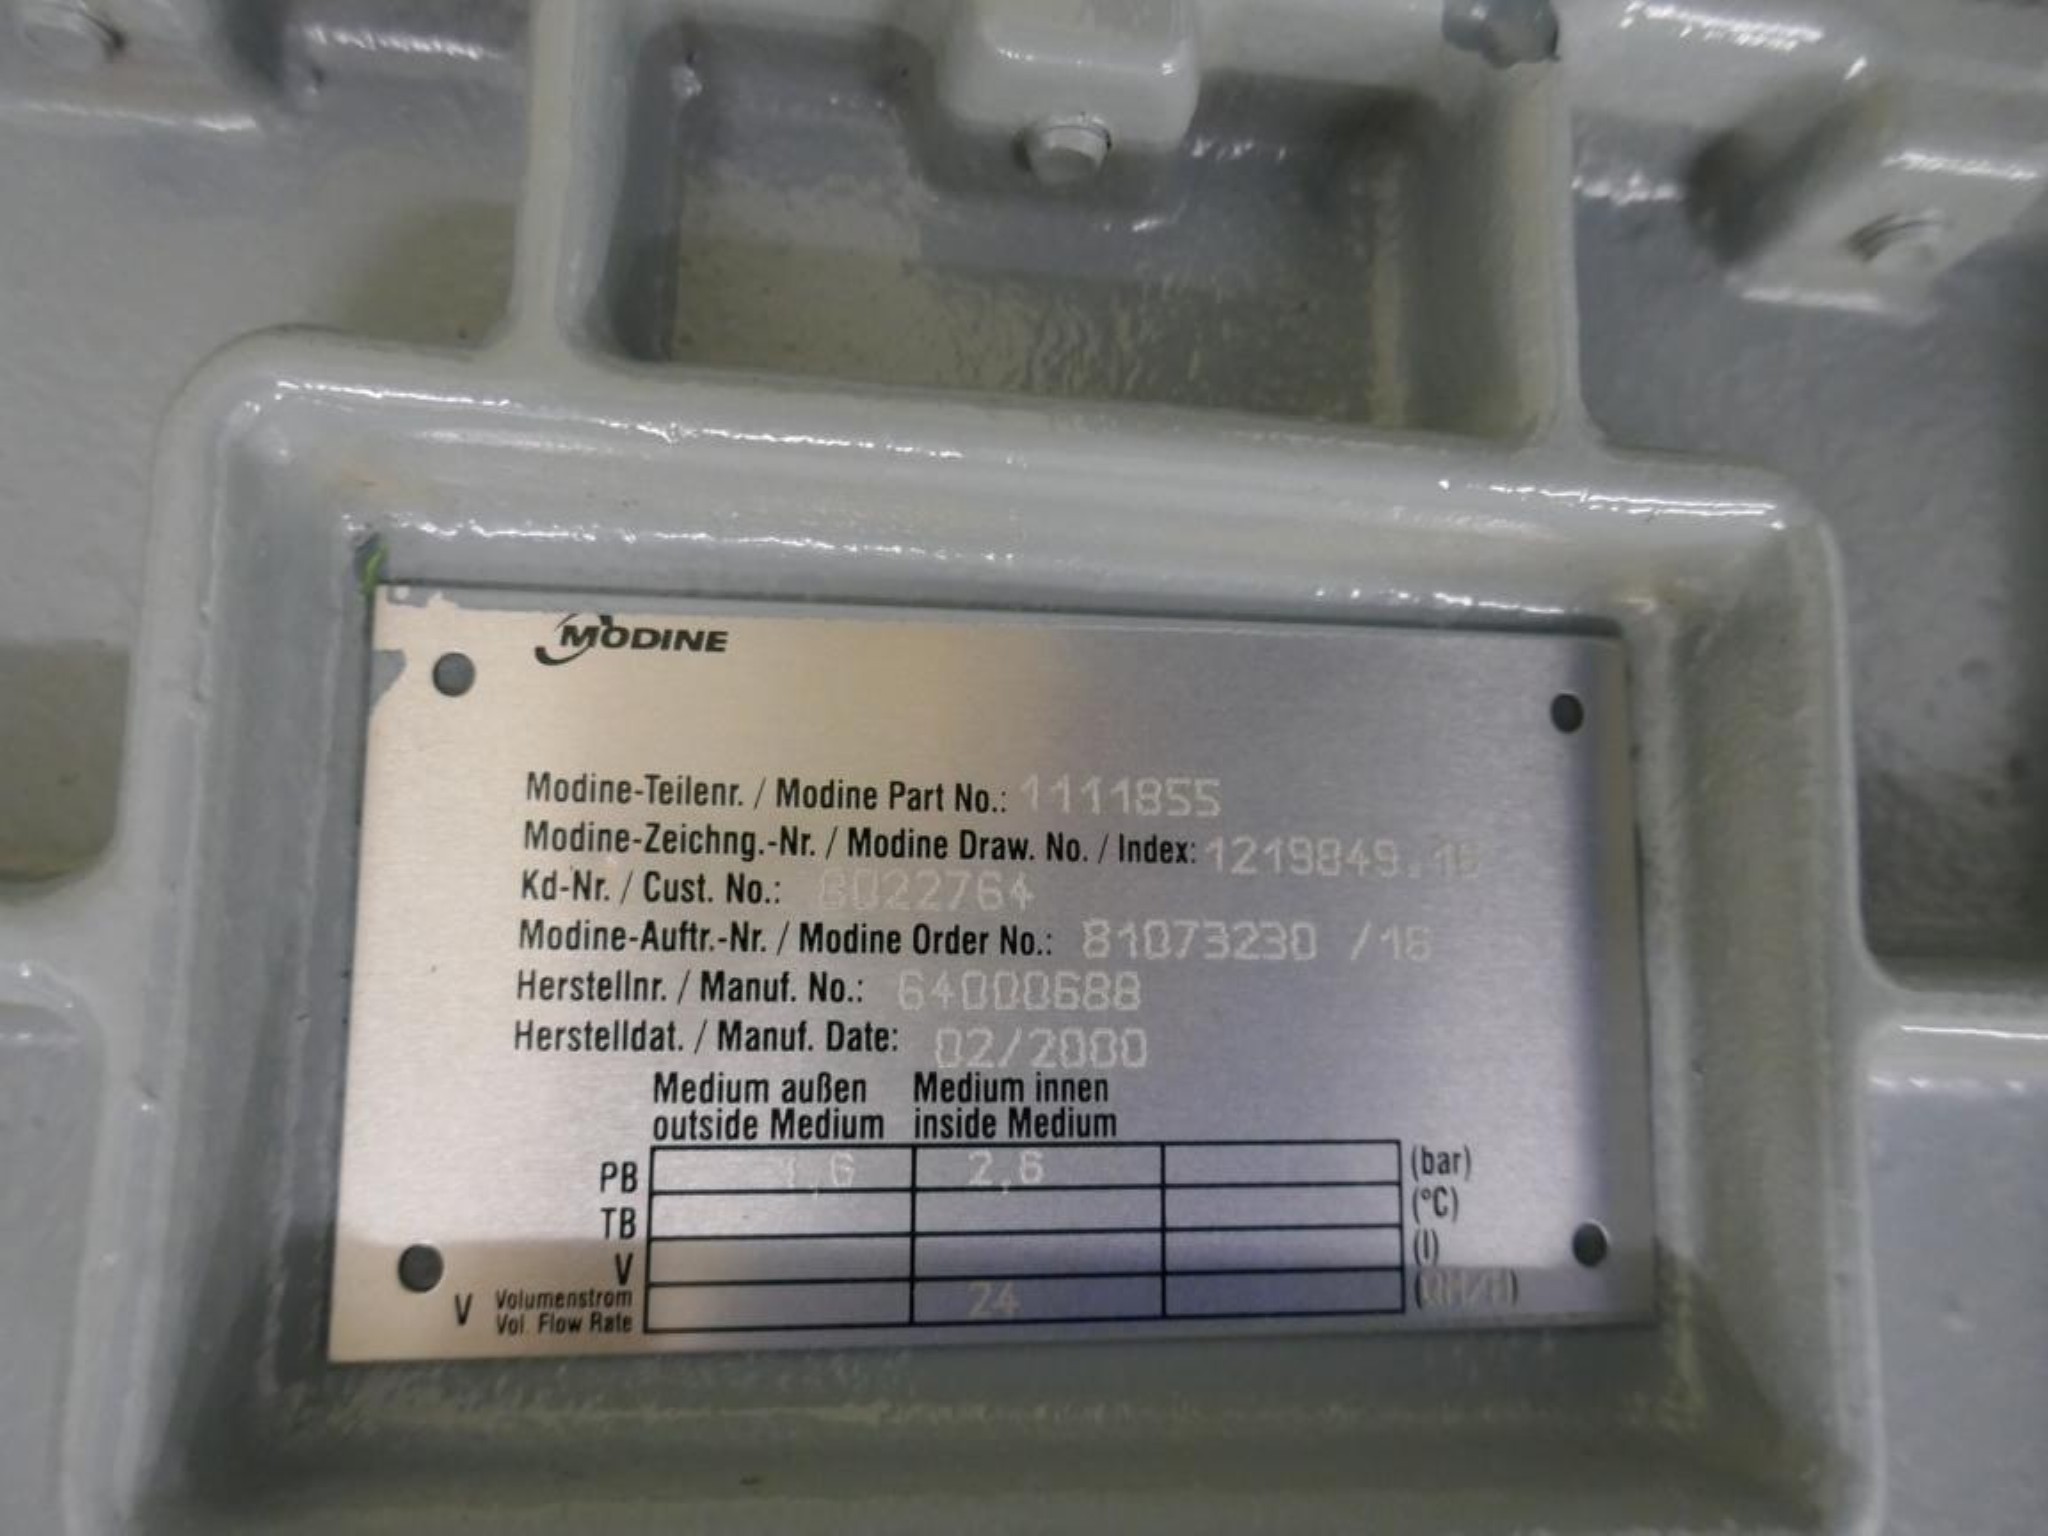 MODINE
Modine-Teilenr. / Modine Part No.: 1111855
Modine-Zeichng.-Nr. / Modine Draw. No. / Index:
Kd-Nr. / Cust. No.:
Modine-Auftr.-Nr. / Modine Order No.: 81073230 /16
Herstellnr. / Manuf. No.: 64000688
Herstelldat. / Manuf. Date: 02/2000
Medium außen Medium innen
outside Medium inside Medium
PB 1,6 2,6 (bar)
TB (°C)
V (l)
V Volumenstrom 24
Vol. Flow Rate